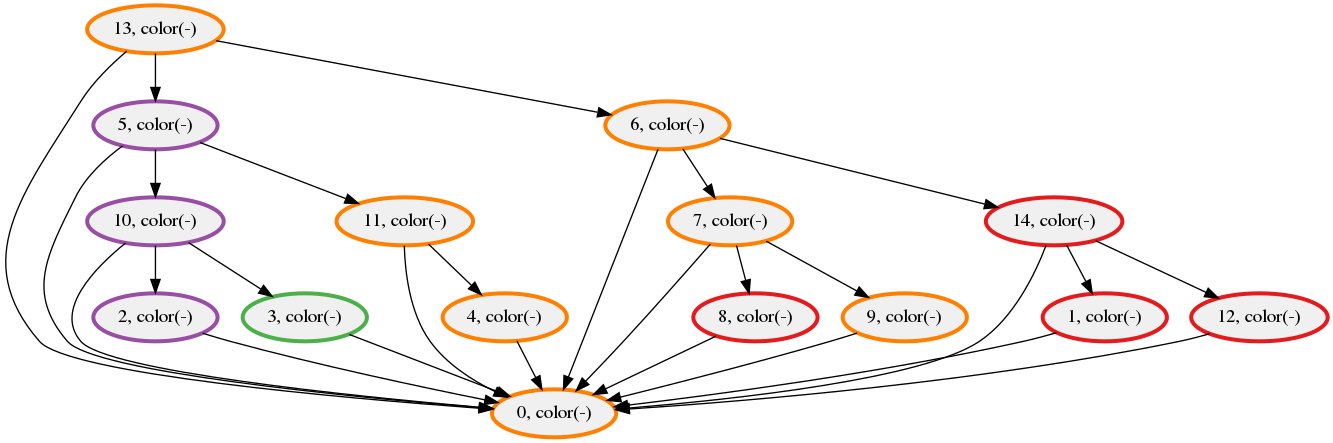 13, color(-)
5, color(-)
6, color(-)
10, color(-)
11, color(-)
7, color(-)
14, color(-)
2, color(-)
3, color(-)
4, color(-)
8, color(-)
9, color(-)
1, color(-)
12, color(-)
0, color(-)